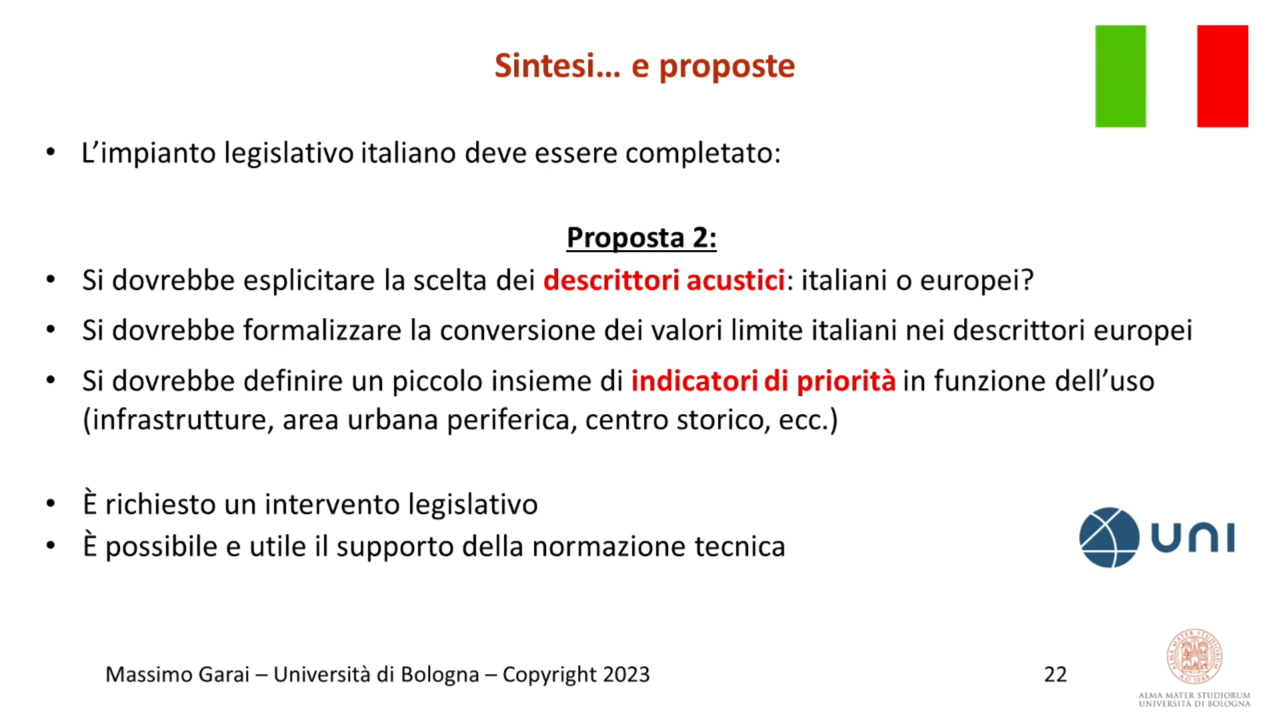 Sintesi… e proposte
• L’impianto legislativo italiano deve essere completato:
Proposta 2:
• Si dovrebbe esplicitare la scelta dei descrittori acustici: italiani o europei?
• Si dovrebbe formalizzare la conversione dei valori limite italiani nei descrittori europei
• Si dovrebbe definire un piccolo insieme di indicatori di priorità in funzione dell’uso
(infrastrutture, area urbana periferica, centro storico, ecc.)
• È richiesto un intervento legislativo
• È possibile e utile il supporto della normazione tecnica
UNI
Massimo Garai – Università di Bologna – Copyright 2023
22
ALMA MATER STUDIORUM
A.D. 1088
ALMA MATER STUDIORUM
UNIVERSITÀ DI BOLOGNA